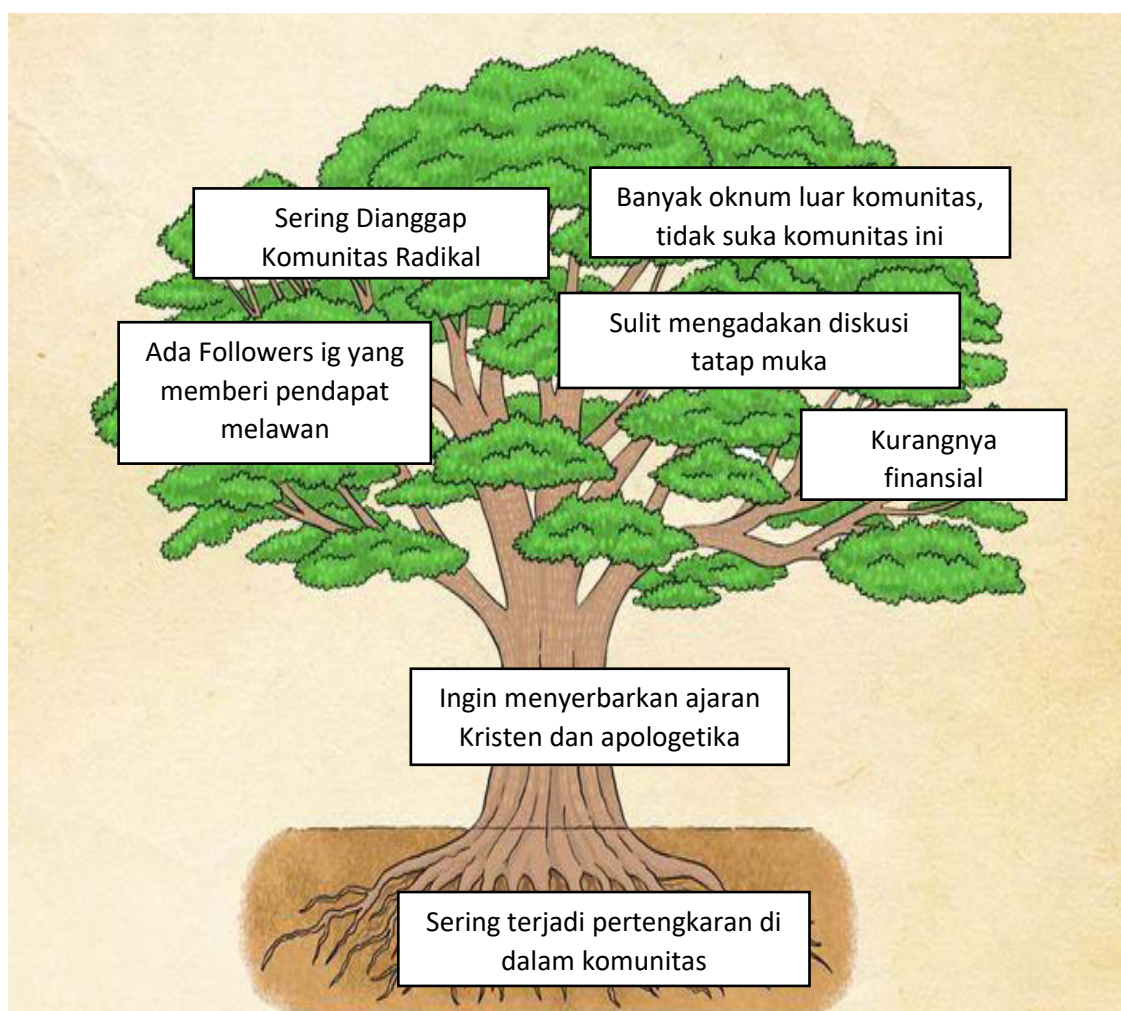 Sering Dianggap
Komunitas Radikal
Banyak oknum luar komunitas,
tidak suka komunitas ini
Ada Followers ig yang
memberi pendapat
melawan
Sulit mengadakan diskusi
tatap muka
Kurangnya
finansial
Ingin menyerbarkan ajaran
Kristen dan apologetika
Sering terjadi pertengkaran di
dalam komunitas